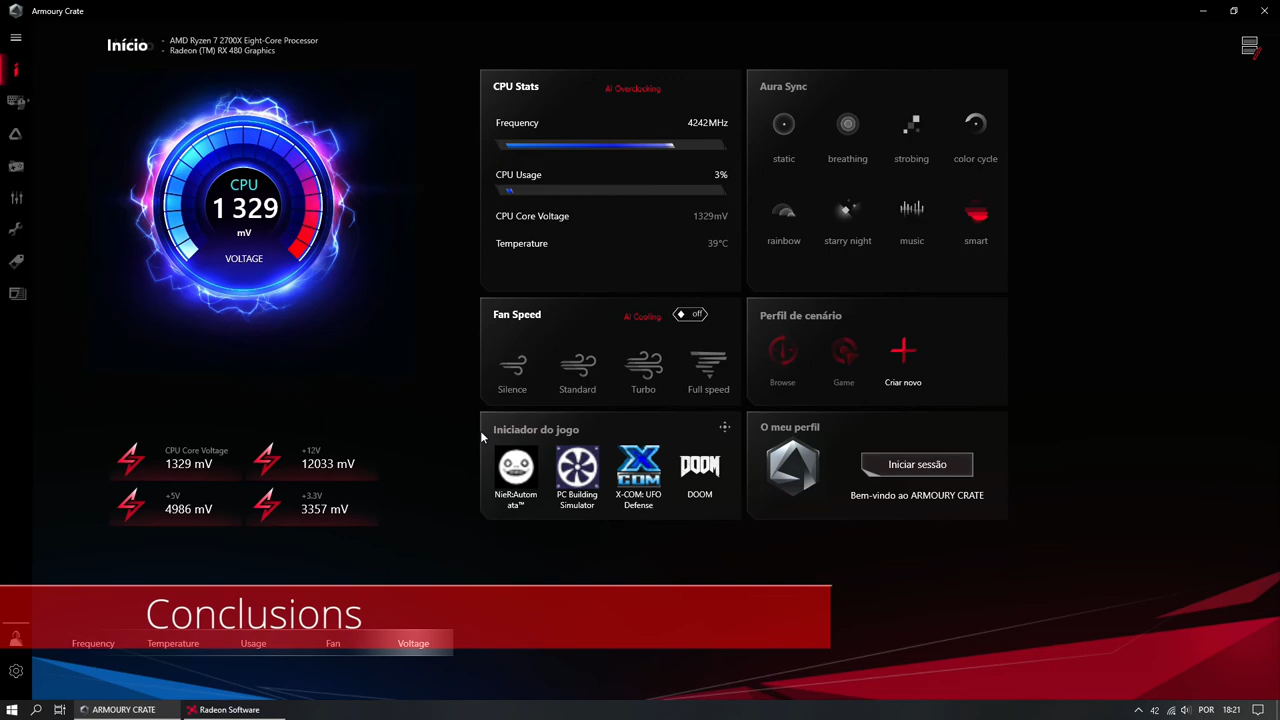 Armoury Crate
Início
AMD Ryzen 7 2700X Eight-Core Processor
Radeon (TM) RX 480 Graphics
CPU
1 329
mV
VOLTAGE
CPU Core Voltage
1329 mV
+12V
12033 mV
+5V
4986 mV
+3.3V
3357 mV
CPU Stats
AI Overclocking
Frequency
4242MHz
CPU Usage
3%
CPU Core Voltage
1329mV
Temperature
39°C
Aura Sync
static
breathing
strobing
color cycle
rainbow
starry night
music
smart
Fan Speed
AI Cooling
off
Silence
Standard
Turbo
Full speed
Perfil de cenário
Browse
Game
Criar novo
Iniciador do jogo
X
COM
DOOM
NieR:Autom
ata™
PC Building
Simulator
X-COM: UFO
Defense
DOOM
O meu perfil
Iniciar sessão
Bem-vindo ao ARMOURY CRATE
Conclusions
Frequency
Temperature
Usage
Fan
Voltage
ARMOURY CRATE
Radeon Software
42
POR
18:21